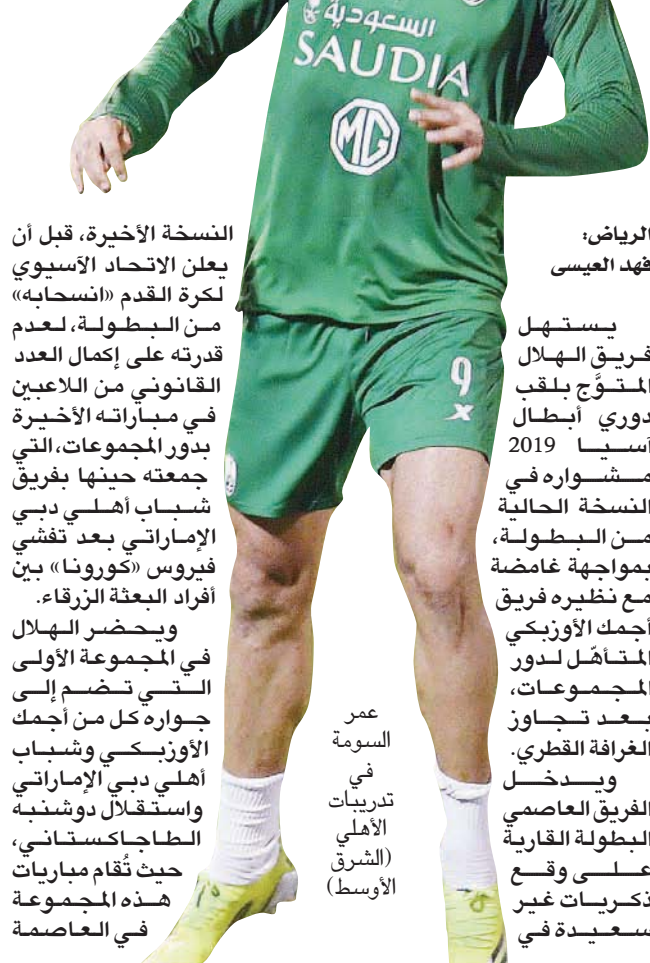 السعودية
SAUDIA
MG
9
X
الرياض:
فهد العيسى
يستهل
فريق الهلال
المتوَّج بلقب
دوري أبطال
آسيا 2019
مشواره في
النسخة الحالية
من البطولة،
بمواجهة غامضة
مع نظيره فريق
أجمك الأوزبكي
المتأهّل لدور
المجموعات،
بعد تجاوز
الغرافة القطري.
ويدخل
الفريق العاصمي
البطولة القارية
على وقع
ذكريات غير
سعيدة في
النسخة الأخيرة، قبل أن
يعلن الاتحاد الآسيوي
لكرة القدم «انسحابه»
من البطولة، لعدم
قدرته على إكمال العدد
القانوني من اللاعبين
في مباراته الأخيرة
بدور المجموعات، التي
جمعته حينها بفريق
شباب أهلي دبي
الإماراتي بعد تفشي
فيروس «كورونا» بين
أفراد البعثة الزرقاء.
ويحضر الهلال
في المجموعة الأولى
التي تضم إلى
جواره كل من أجمك
الأوزبكي وشباب
أهلي دبي الإماراتي
واستقلال دوشنبه
الطاجاكستاني،
حيث تُقام مباريات
هذه المجموعة
في العاصمة
عمر
السومة
في
تدريبات
الأهلي
(الشرق
الأوسط)